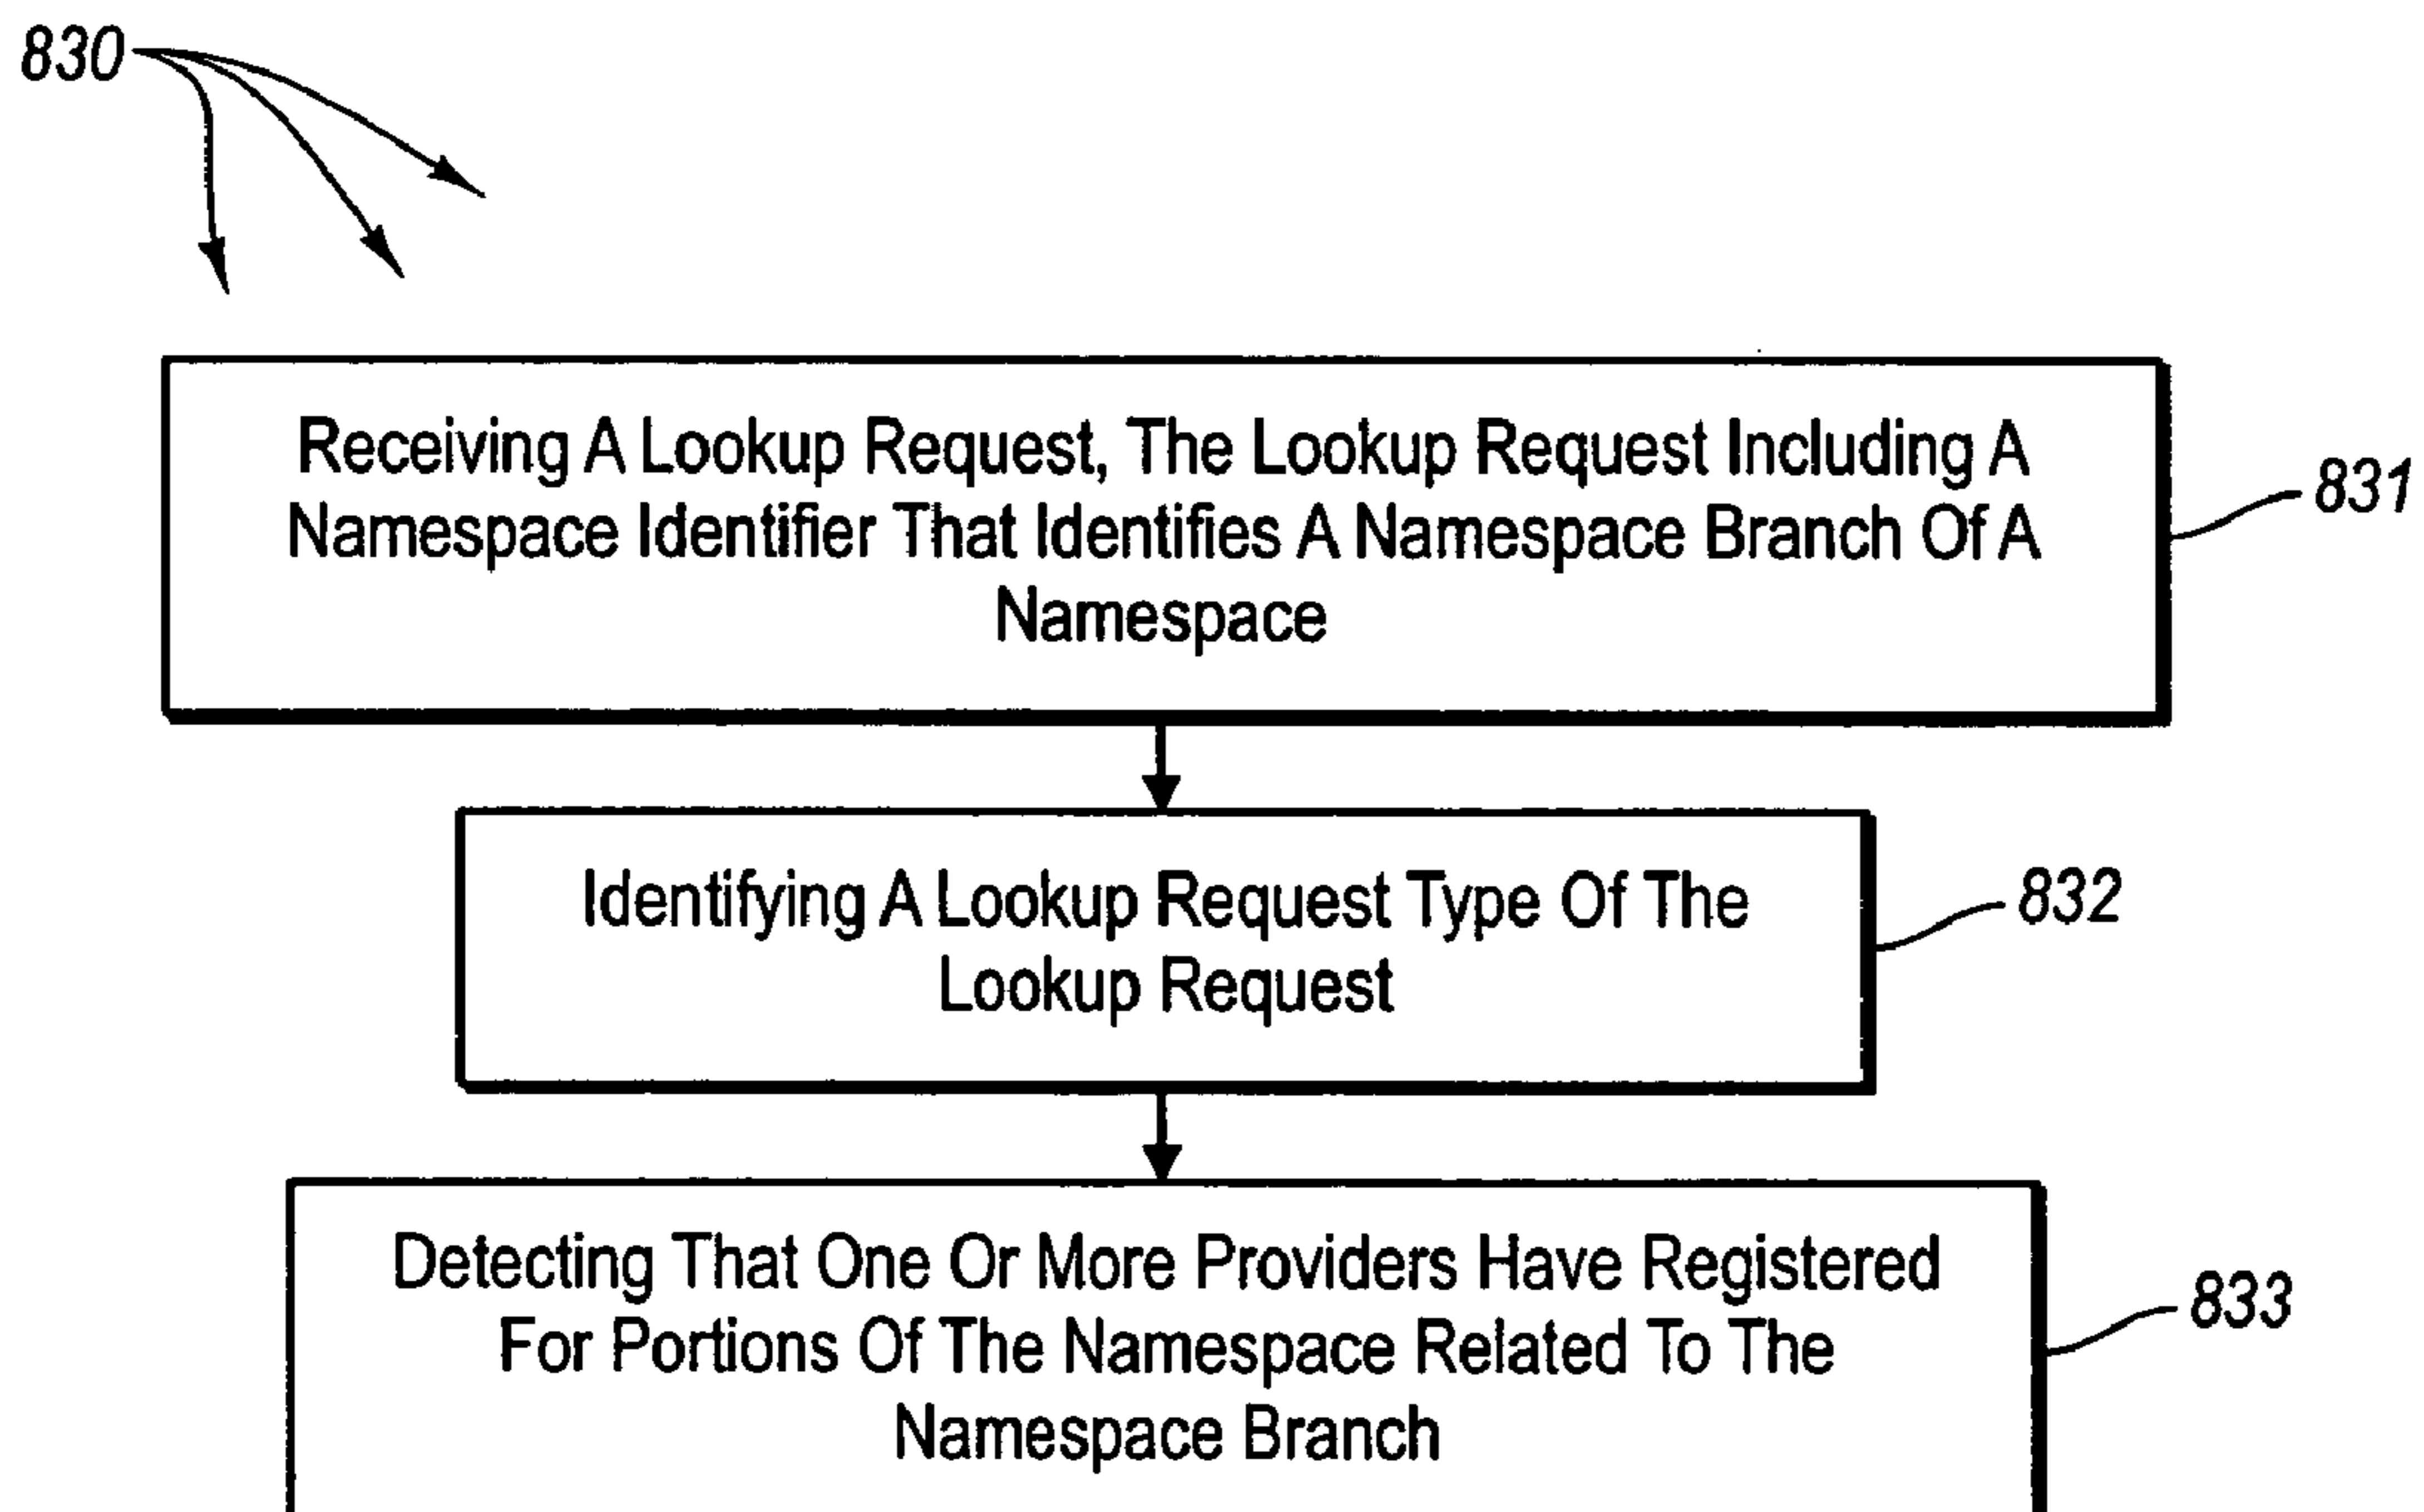 830
Receiving A Lookup Request, The Lookup Request Including A
Namespace Identifier That Identifies A Namespace Branch Of A
Namespace
831
Identifying A Lookup Request Type Of The
Lookup Request
832
Detecting That One Or More Providers Have Registered
For Portions Of The Namespace Related To The
Namespace Branch
833